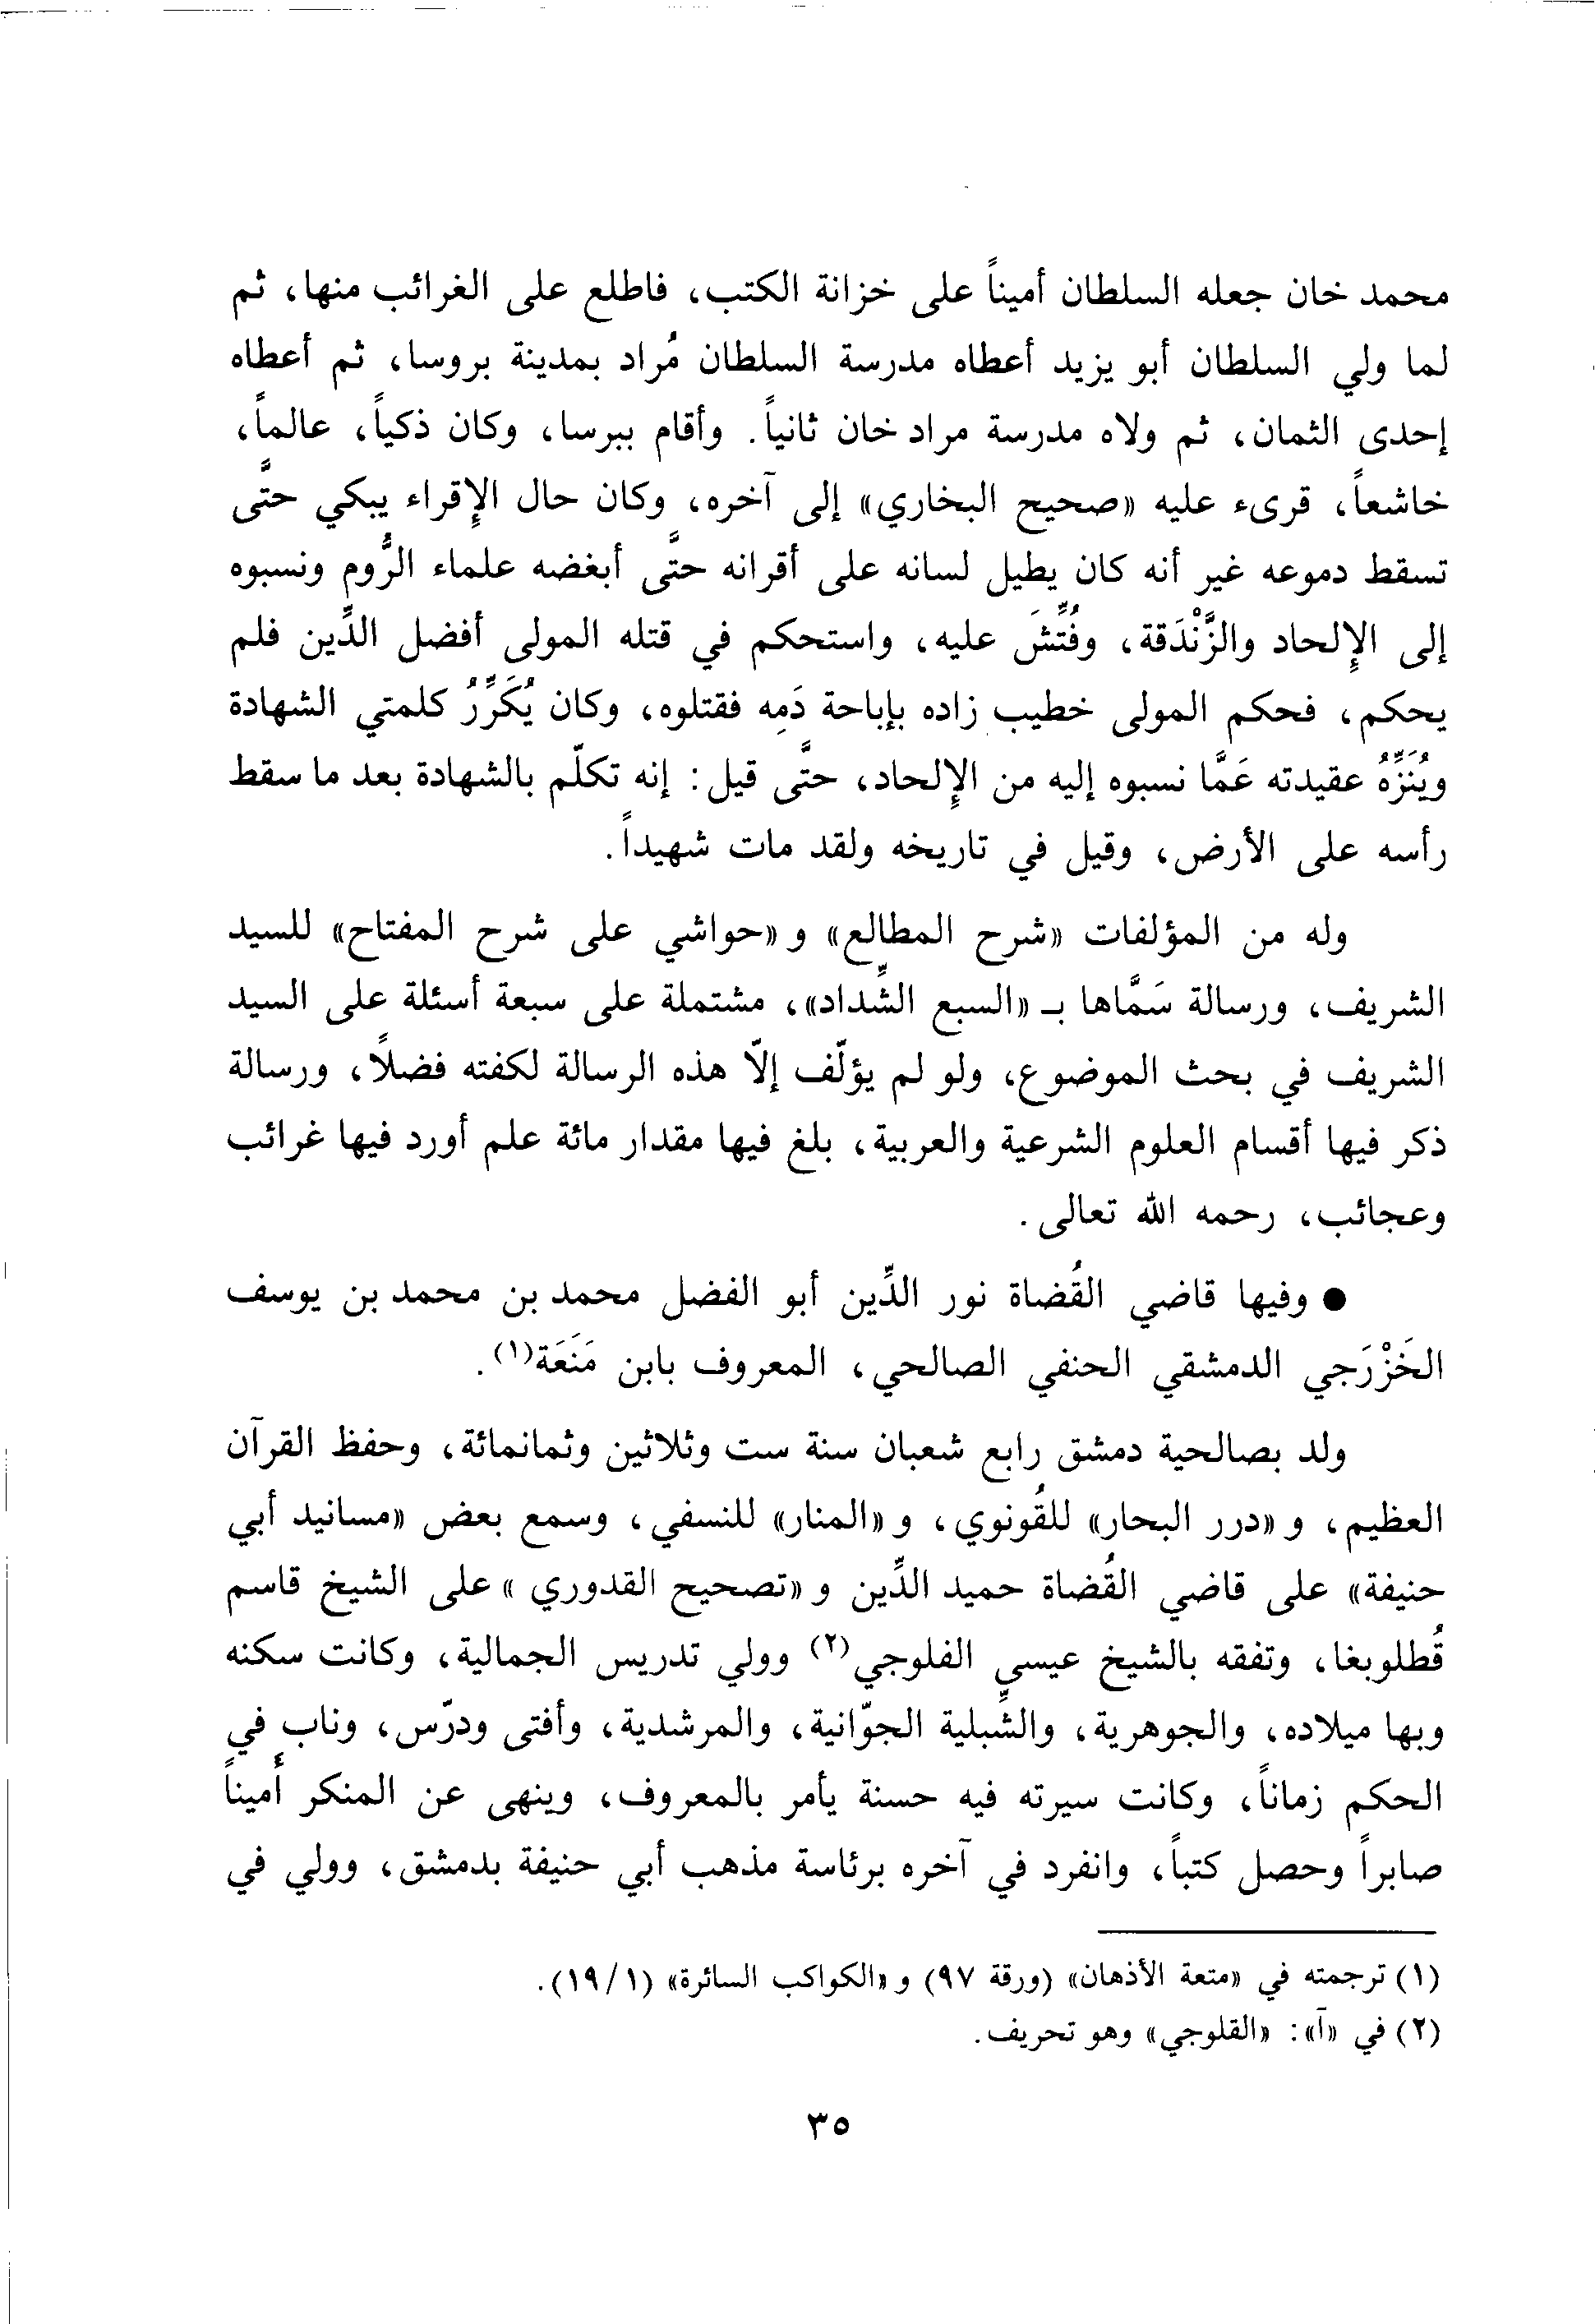 محمد خان جعله السلطان أميناً على خزانة الكتب، فاطلع على الغرائب منها، ثم
لما ولي السلطان أبو يزيد أعطاه مدرسة السلطان مُراد بمدينة بروسا، ثم أعطاه
إحدى الثمان، ثم ولاه مدرسة مراد خان ثانياً. وأقام ببرسا، وكان ذكياً، عالماً،
خاشعاً، قرىء عليه «صحيح البخاري» إلى آخره، وكان حال الإقراء يبكي حتَّى
تسقط دموعه غير أنه كان يطيل لسانه على أقرانه حتَّى أبغضه علماء الرُّوم ونسبوه
إلى الإلحاد والزَّنْدَقة، وفُتِّشَ عليه، واستحكم في قتله المولى أفضل الدِّين فلم
يحكم، فحكم المولى خطيب زاده بإباحة دَمِه فقتلوه، وكان يُكَرِّرُ كلمتي الشهادة
ويُنَزِّهُ عقيدته عَمَّا نسبوه إليه من الإلحاد، حتَّى قيل: إنه تكلّم بالشهادة بعد ما سقط
رأسه على الأرض، وقيل في تاريخه ولقد مات شهيداً.
وله من المؤلفات «شرح المطالع» و «حواشي على شرح المفتاح» للسيد
الشريف، ورسالة سَمَّاها بـ «السبع الشِّداد»، مشتملة على سبعة أسئلة على السيد
الشريف في بحث الموضوع، ولو لم يؤلّف إلّا هذه الرسالة لكفته فضلاً، ورسالة
ذكر فيها أقسام العلوم الشرعية والعربية، بلغ فيها مقدار مائة علم أورد فيها غرائب
وعجائب، رحمه الله تعالى.
● وفيها قاضي القُضاة نور الدِّين أبو الفضل محمد بن محمد بن يوسف
الخَزْرَجي الدمشقي الحنفي الصالحي، المعروف بابن مَنَعَة(١).
ولد بصالحية دمشق رابع شعبان سنة ست وثلاثين وثمانمائة، وحفظ القرآن
العظيم، و «درر البحار» للقُونوي، و «المنار» للنسفي، وسمع بعض «مسانيد أبي
حنيفة» على قاضي القُضاة حميد الدِّين و «تصحيح القدوري» على الشيخ قاسم
قُطلوبغا، وتفقه بالشيخ عيسى الفلوجي(٢) وولي تدريس الجمالية، وكانت سكنه
وبها ميلاده، والجوهرية، والشِّبلية الجوّانية، والمرشدية، وأفتى ودرّس، وناب في
الحكم زماناً، وكانت سيرته فيه حسنة يأمر بالمعروف، وينهى عن المنكر أميناً
صابراً وحصل كتباً، وانفرد في آخره برئاسة مذهب أبي حنيفة بدمشق، وولي في
(١) ترجمته في «متعة الأذهان» (ورقة ٩٧) و «الكواكب السائرة» (١/ ١٩).
(٢) في «آ»: «القلوجي» وهو تحريف.
٣٥